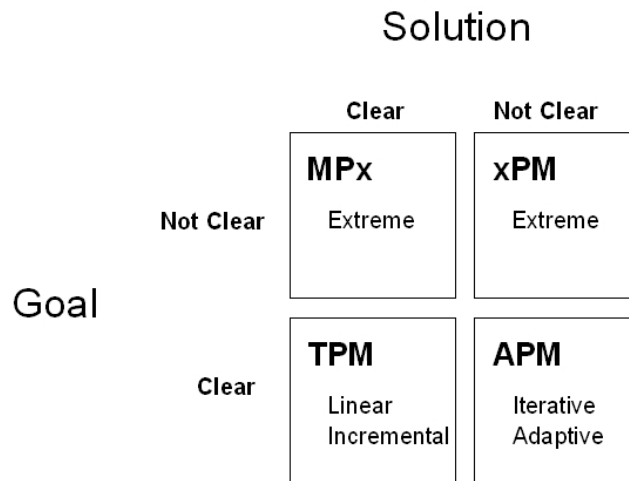 Solution
Clear Not Clear
MPx xPM
Not Clear Extreme Extreme
Goal
TPM APM
Clear Linear Iterative
Incremental Adaptive